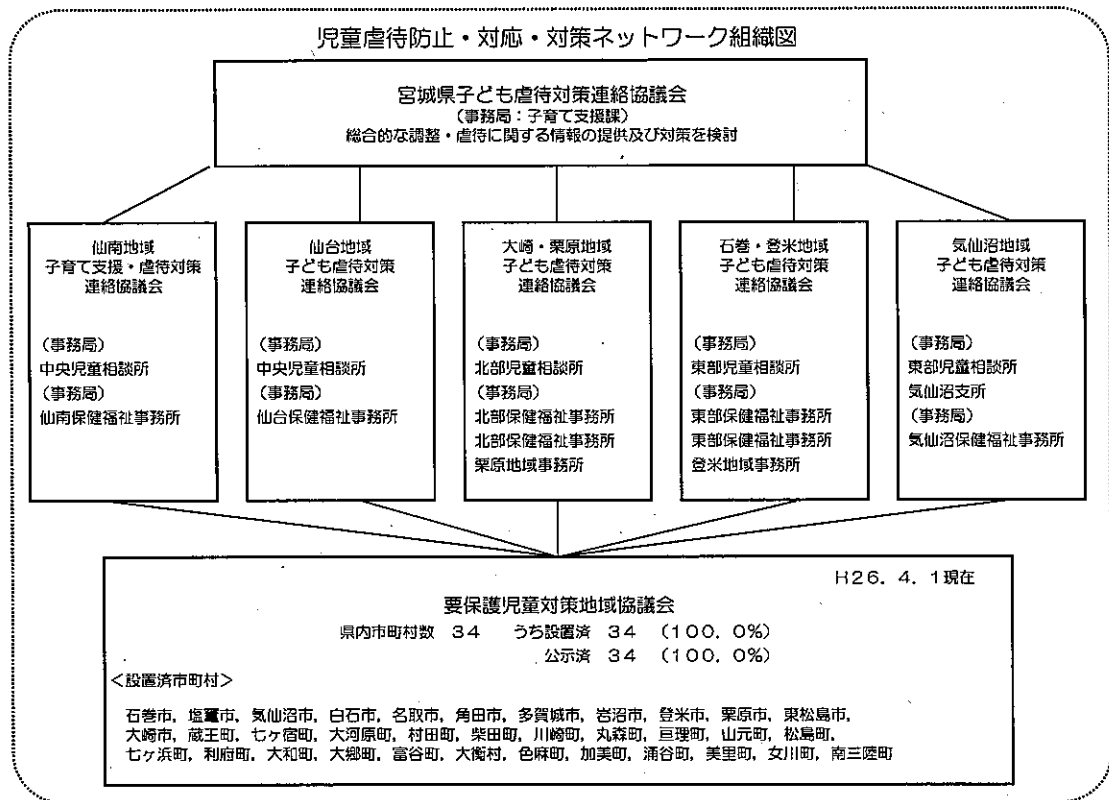 児童虐待防止・対応・対策ネットワーク組織図
宮城県子ども虐待対策連絡協議会
(事務局:子育て支援課)
総合的な調整・虐待に関する情報の提供及び対策を検討
仙南地域
子育て支援・虐待対策
連絡協議会
(事務局)
中央児童相談所
(事務局)
仙南保健福祉事務所
仙台地域
子ども虐待対策
連絡協議会
(事務局)
中央児童相談所
(事務局)
仙台保健福祉事務所
大崎・栗原地域
子ども虐待対策
連絡協議会
(事務局)
北部児童相談所
(事務局)
北部保健福祉事務所
北部保健福祉事務所
栗原地域事務所
石巻・登米地域
子ども虐待対策
連絡協議会
(事務局)
東部児童相談所
(事務局)
東部保健福祉事務所
東部保健福祉事務所
登米地域事務所
気仙沼地域
子ども虐待対策
連絡協議会
(事務局)
東部児童相談所
気仙沼支所
(事務局)
気仙沼保健福祉事務所
H26.4.1現在
要保護児童対策地域協議会
県内市町村数 34 うち設置済 34 (100.0%)
公示済 34 (100.0%)
<設置済市町村>
石巻市,塩竈市,気仙沼市,白石市,名取市,角田市,多賀城市,岩沼市,登米市,栗原市,東松島市,
大崎市,蔵王町,七ヶ宿町,大河原町,村田町,柴田町,川崎町,丸森町,亘理町,山元町,松島町,
七ヶ浜町,利府町,大和町,大郷町,富谷町,大衡村,色麻町,加美町,涌谷町,美里町,女川町,南三陸町